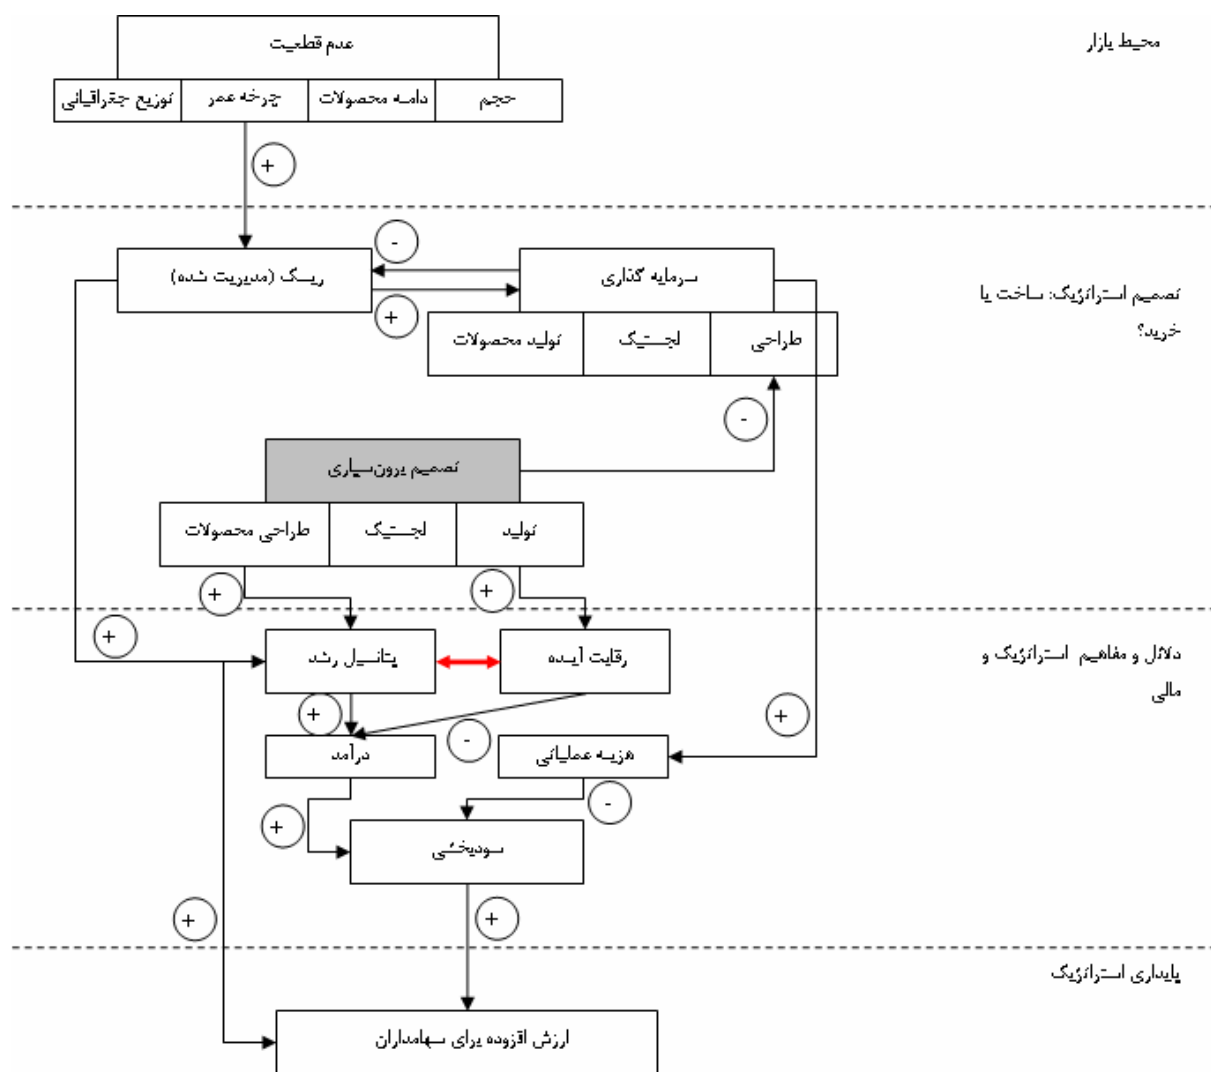 محیط بازار
عدم قطعیت
حجم
دامنه محصولات
چرخه عمر
توزیع جغرافیائی
+
تصمیم استراتژیک: ساخت یا
خرید؟
-
ریسک (مدیریت شده)
سرمایه گذاری
+
طراحی
لجستیک
تولید محصولات
-
تصمیم برون‌سپاری
تولید
لجستیک
طراحی محصولات
+
+
+
دلائل و مفاهیم استراتژیک و
مالی
رقابت آینده
پتانسیل رشد
+
+
-
درآمد
هزینه عملیاتی
-
+
سودبخشی
+
+
پایداری استراتژیک
ارزش افزوده برای سهامداران